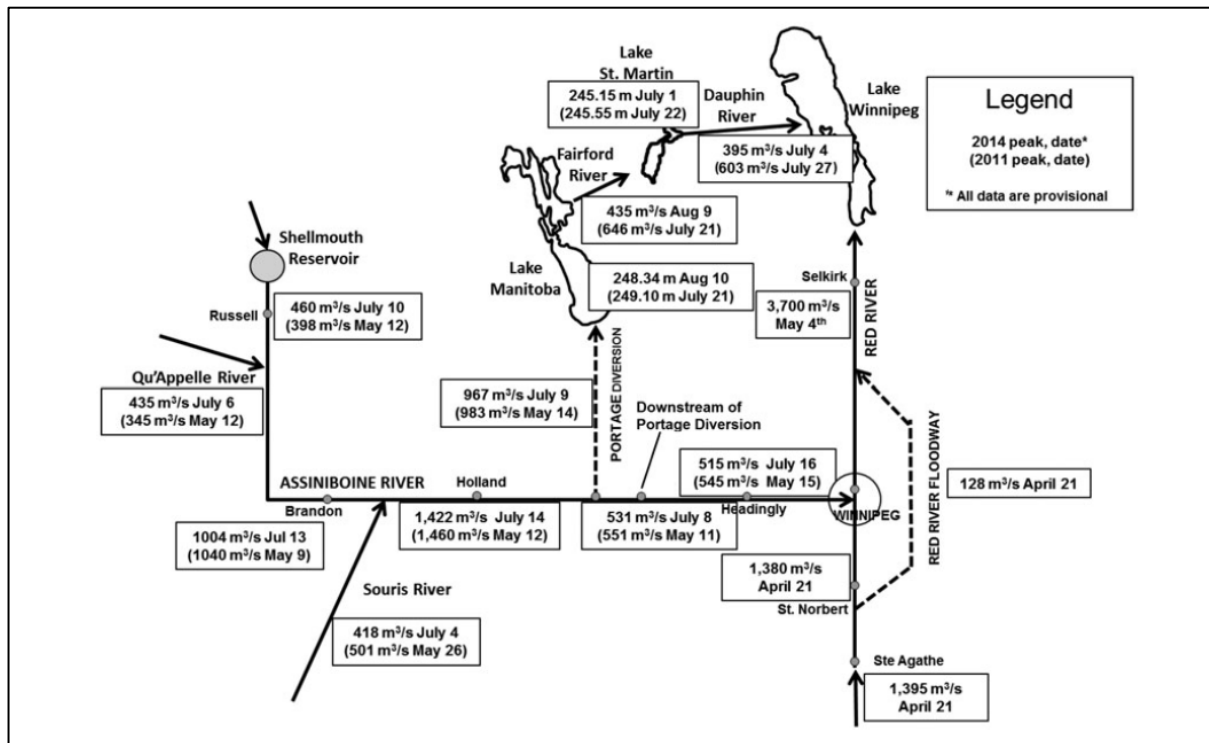 Lake
St. Martin
245.15 m July 1
(245.55 m July 22)
Dauphin
River
395 m³/s July 4
(603 m³/s July 27)
Lake
Winnipeg
Legend
2014 peak, date*
(2011 peak, date)
** All data are provisional
Fairford
River
435 m³/s Aug 9
(646 m³/s July 21)
Shellmouth
Reservoir
Lake
Manitoba
248.34 m Aug 10
(249.10 m July 21)
Selkirk
3,700 m³/s
May 4th
RED RIVER
Russell
460 m³/s July 10
(398 m³/s May 12)
Qu'Appelle River
435 m³/s July 6
(345 m³/s May 12)
967 m³/s July 9
(983 m³/s May 14)
PORTAGE DIVERSION
Downstream of
Portage Diversion
515 m³/s July 16
(545 m³/s May 15)
RED RIVER FLOODWAY
128 m³/s April 21
ASSINIBOINE RIVER
Holland
Brandon
Headingly
WINNIPEG
1004 m³/s Jul 13
(1040 m³/s May 9)
1,422 m³/s July 14
(1,460 m³/s May 12)
531 m³/s July 8
(551 m³/s May 11)
1,380 m³/s
April 21
St. Norbert
Souris River
418 m³/s July 4
(501 m³/s May 26)
Ste Agathe
1,395 m³/s
April 21